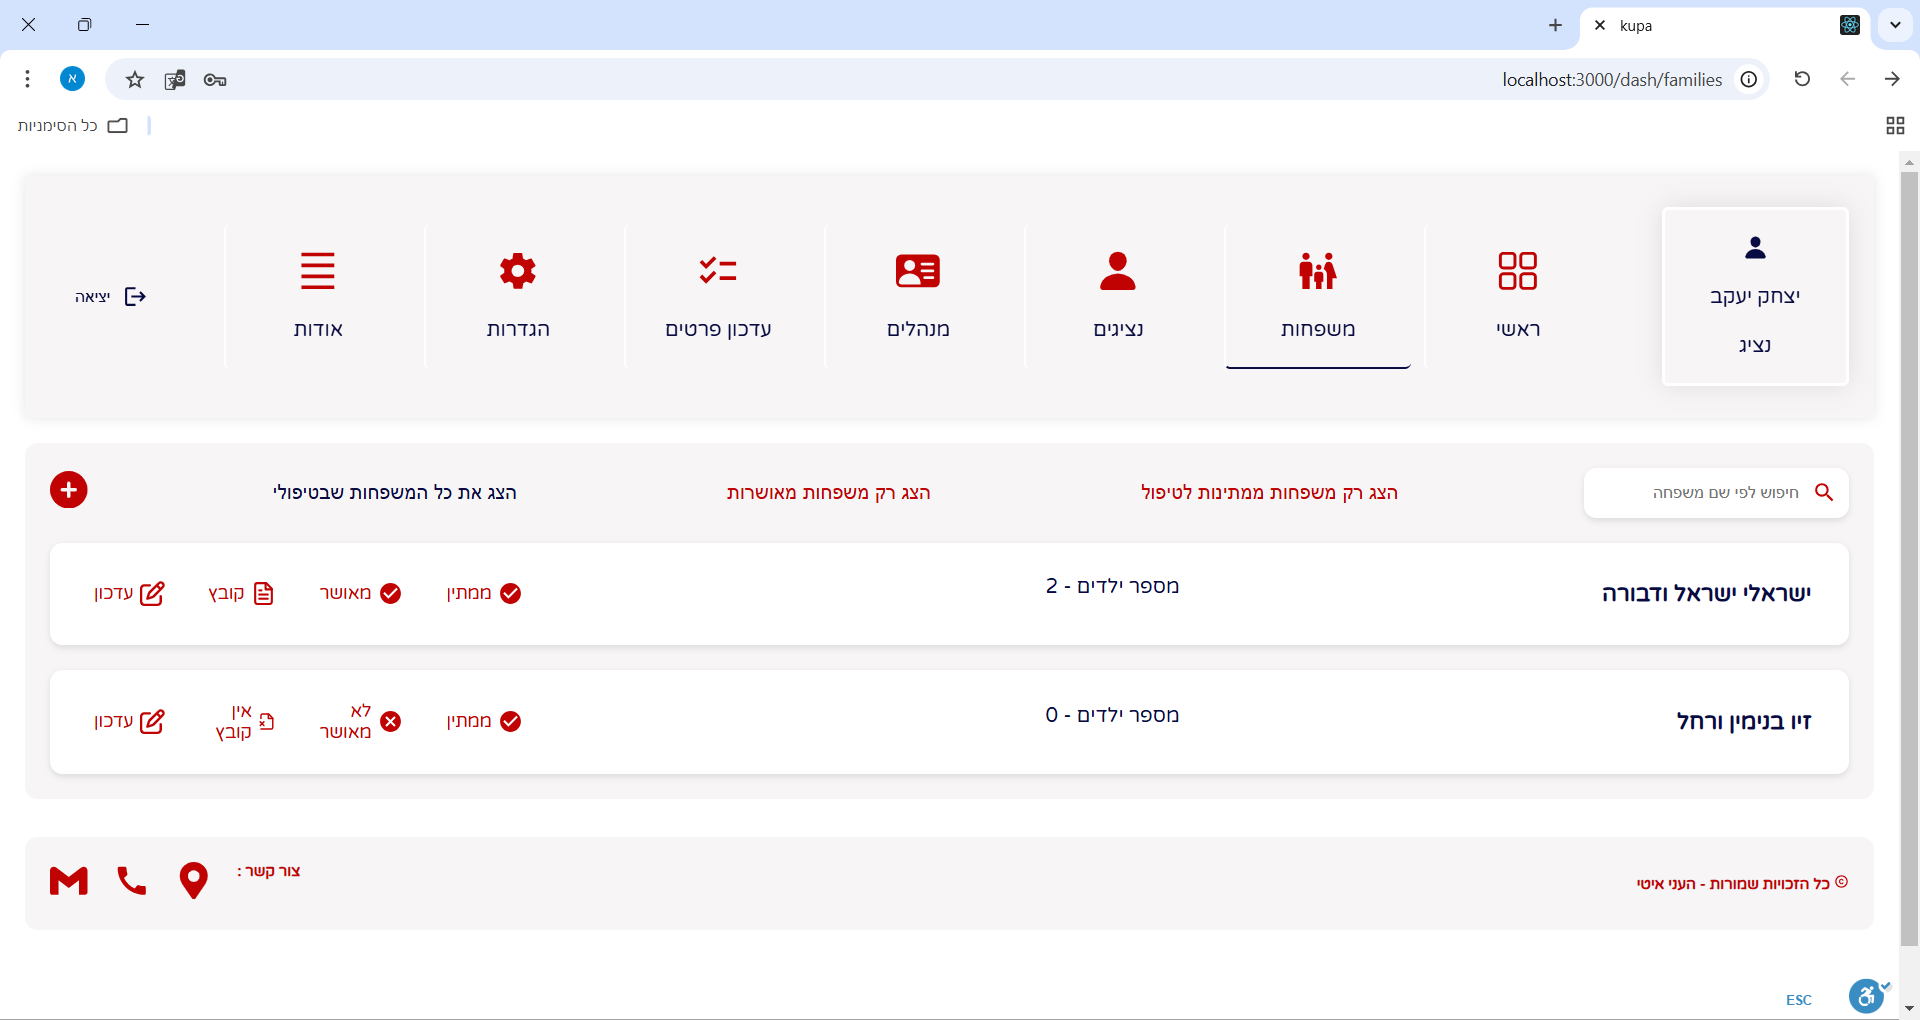 kupa
localhost:3000/dash/families
א
כל הסימניות
יצחק יעקב
נציג
ראשי
משפחות
נציגים
מנהלים
עדכון פרטים
הגדרות
אודות
יציאה
חיפוש לפי שם משפחה
הצג רק משפחות ממתינות לטיפול
הצג רק משפחות מאושרות
הצג את כל המשפחות שבטיפולי
ישראלי ישראל ודבורה
מספר ילדים - 2
ממתין
מאושר
קובץ
עדכון
זיו בנימין ורחל
מספר ילדים - 0
ממתין
לא
מאושר
אין
קובץ
עדכון
© כל הזכויות שמורות - העני איטי
צור קשר :
ESC